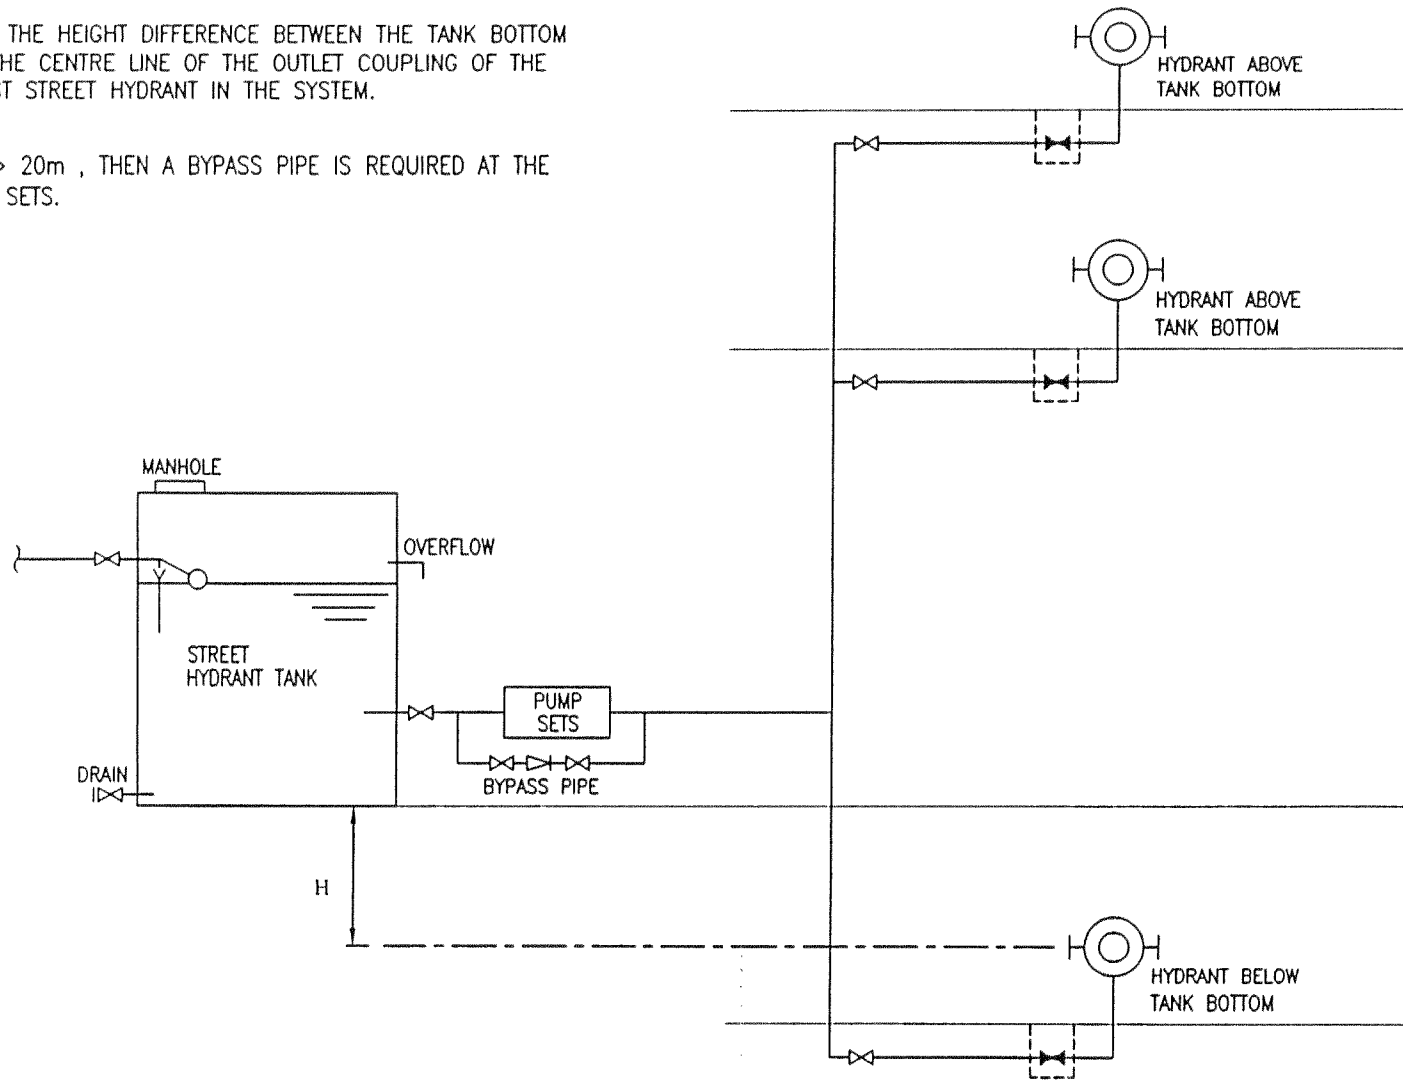 THE HEIGHT DIFFERENCE BETWEEN THE TANK BOTTOM
HE CENTRE LINE OF THE OUTLET COUPLING OF THE
ST STREET HYDRANT IN THE SYSTEM.
> 20m , THEN A BYPASS PIPE IS REQUIRED AT THE
SETS.
HYDRANT ABOVE
TANK BOTTOM
HYDRANT ABOVE
TANK BOTTOM
MANHOLE
OVERFLOW
STREET
HYDRANT TANK
PUMP
SETS
DRAIN
BYPASS PIPE
H
HYDRANT BELOW
TANK BOTTOM